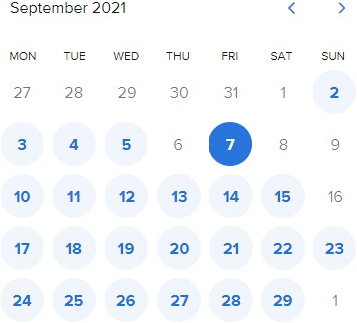 September 2021
MON TUE WED THU FRI SAT SUN
27 28 29 30 31 1 2
3 4 5 6 7 8 9
10 11 12 13 14 15 16
17 18 19 20 21 22 23
24 25 26 27 28 29 1